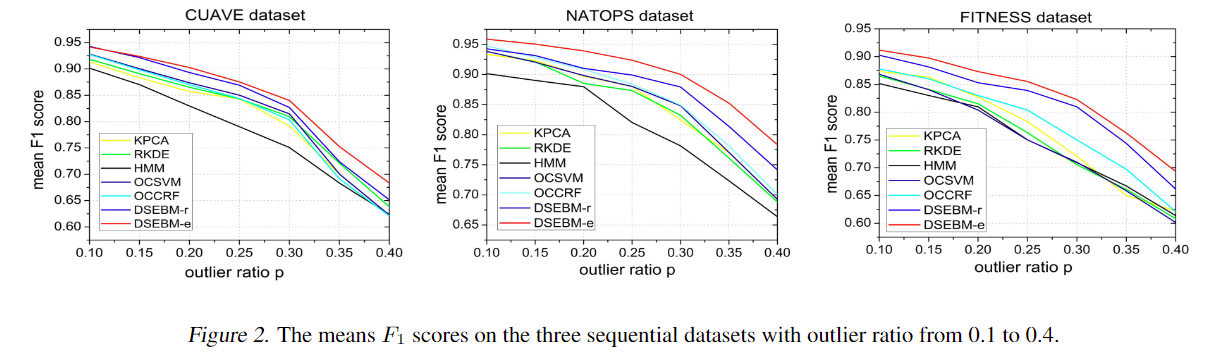 CUAVE dataset
mean F1 score
0.95
0.90
0.85
0.80
0.75
0.70
0.65
0.60
KPCA
RKDE
HMM
OCSVM
OCCRF
DSEBM-r
DSEBM-e
0.10 0.15 0.20 0.25 0.30 0.35 0.40
outlier ratio p
NATOPS dataset
mean F1 score
0.95
0.90
0.85
0.80
0.75
0.70
0.65
KPCA
RKDE
HMM
OCSVM
OCCRF
DSEBM-r
DSEBM-e
0.10 0.15 0.20 0.25 0.30 0.35 0.40
outlier ratio p
FITNESS dataset
mean F1 score
0.95
0.90
0.85
0.80
0.75
0.70
0.65
0.60
KPCA
RKDE
HMM
OCSVM
OCCRF
DSEBM-r
DSEBM-e
0.10 0.15 0.20 0.25 0.30 0.35 0.40
outlier ratio p
Figure 2. The means F₁ scores on the three sequential datasets with outlier ratio from 0.1 to 0.4.